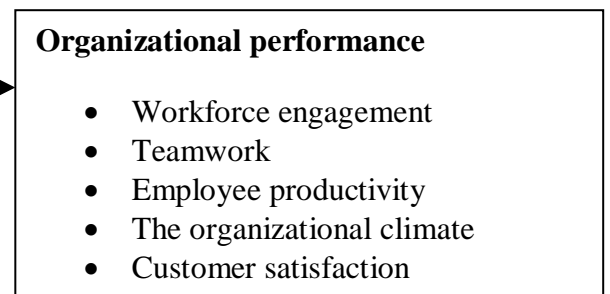 Organizational performance
• Workforce engagement
• Teamwork
• Employee productivity
• The organizational climate
• Customer satisfaction